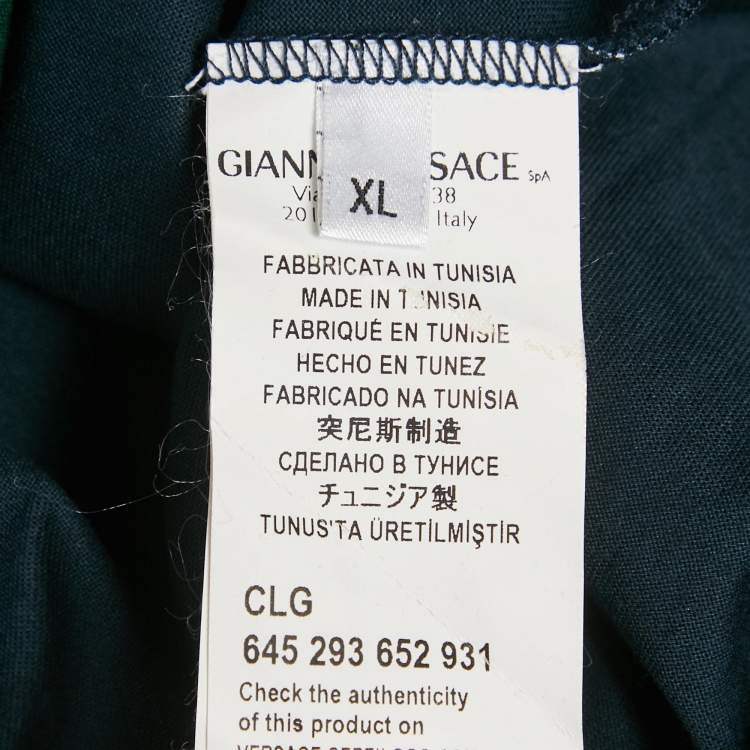 GIANN SACE SpA
XL
Via 38
201 Italy
FABBRICATA IN TUNISIA
MADE IN TUNISIA
FABRIQUÉ EN TUNISIE
HECHO EN TUNEZ
FABRICADO NA TUNÍSIA
突尼斯制造
СДЕЛАНО В ТУНИСЕ
チュニジア製
TUNUS'TA ÜRETİLMİŞTİR
CLG
645 293 652 931
Check the authenticity
of this product on